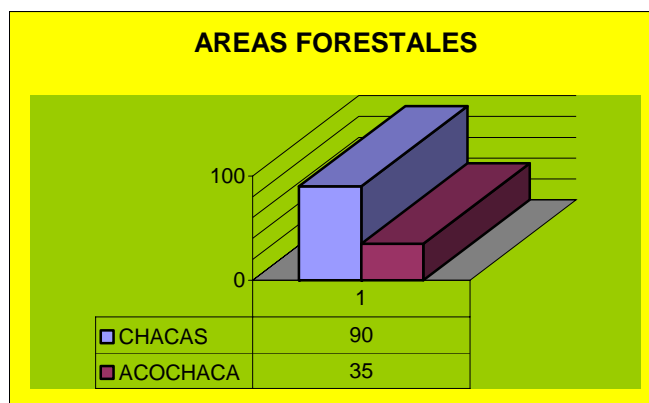 AREAS FORESTALES
100
0
1
CHACAS 90
ACOCHACA 35